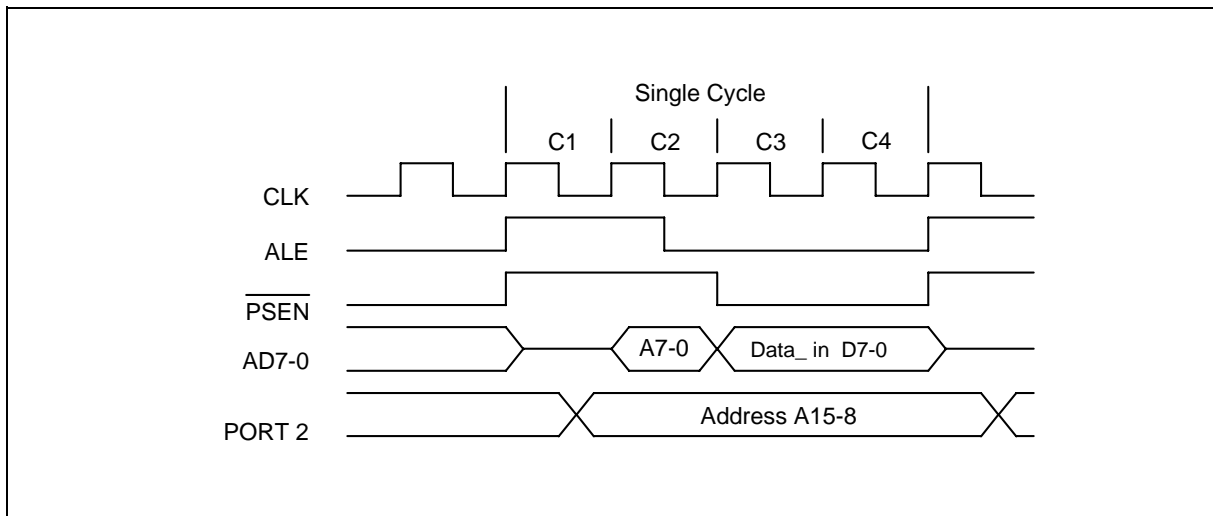 Single Cycle
C1 C2 C3 C4
CLK
ALE
PSEN
AD7-0 A7-0 Data_ in D7-0
PORT 2 Address A15-8